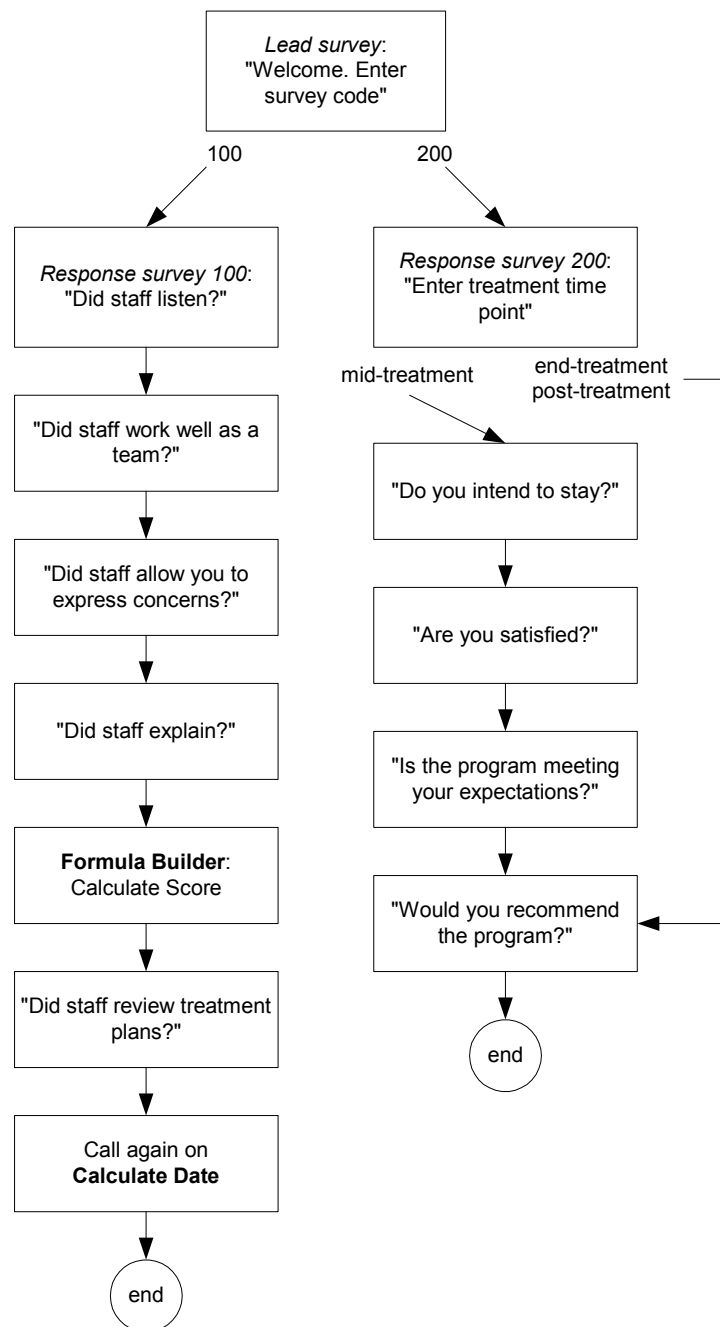 Lead survey:
"Welcome. Enter
survey code"
100
200
Response survey 100:
"Did staff listen?"
Response survey 200:
"Enter treatment time
point"
mid-treatment
end-treatment
post-treatment
"Did staff work well as a
team?"
"Do you intend to stay?"
"Did staff allow you to
express concerns?"
"Are you satisfied?"
"Did staff explain?"
"Is the program meeting
your expectations?"
Formula Builder:
Calculate Score
"Would you recommend
the program?"
"Did staff review treatment
plans?"
end
Call again on
Calculate Date
end